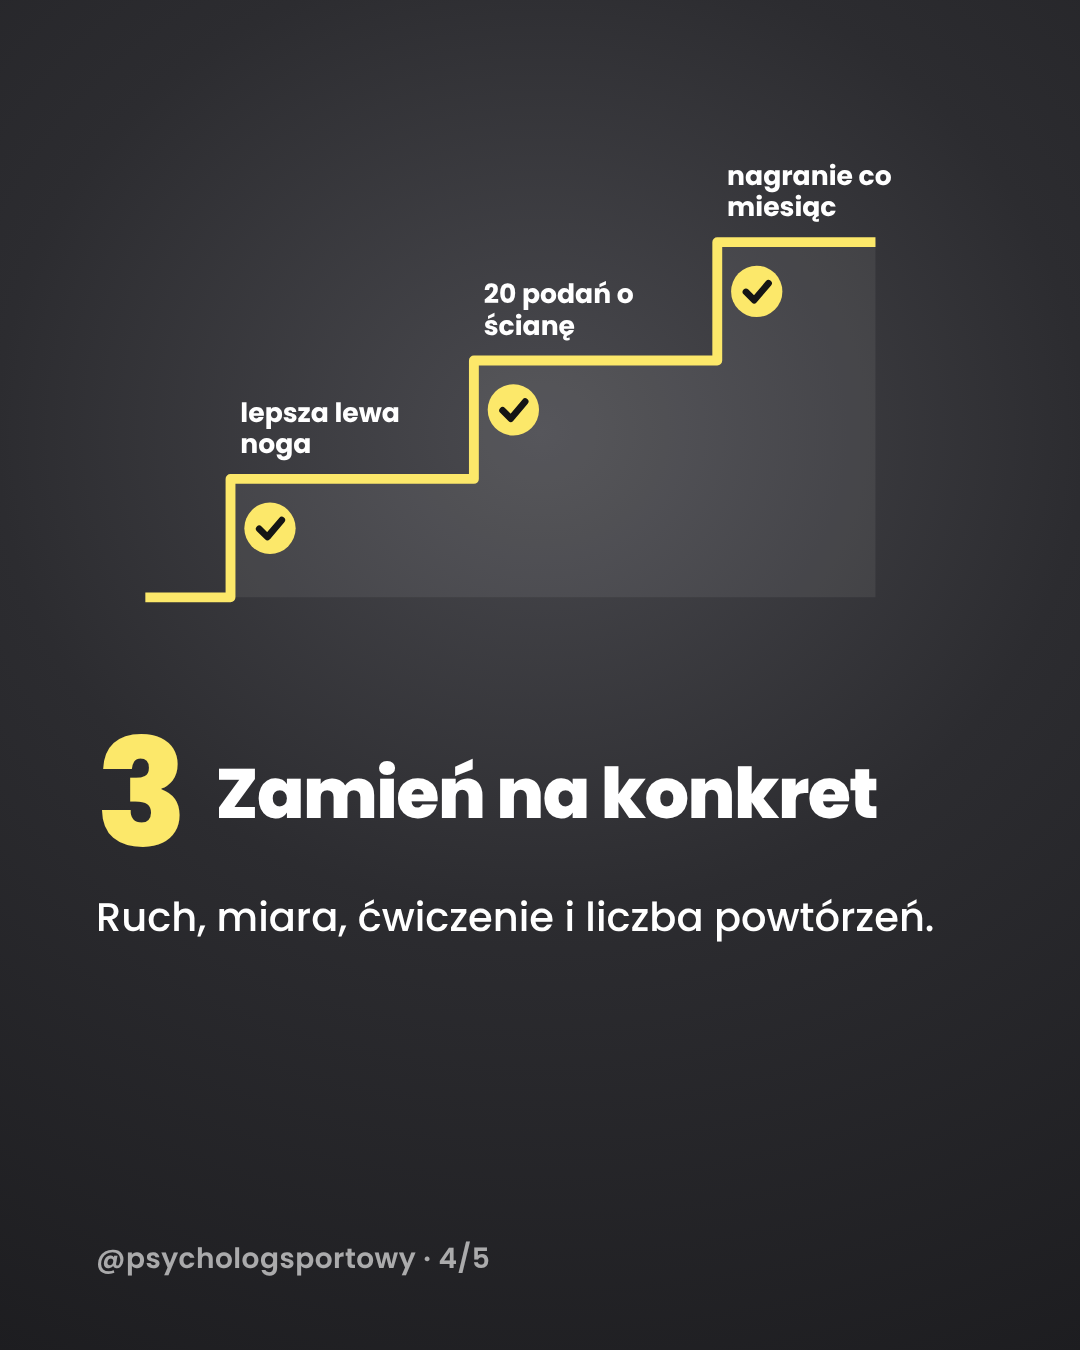 nagranie co
miesiąc
20 podań o
ścianę
lepsza lewa
noga
3 Zamień na konkret
Ruch, miara, ćwiczenie i liczba powtórzeń.
@psychologsportowy · 4/5